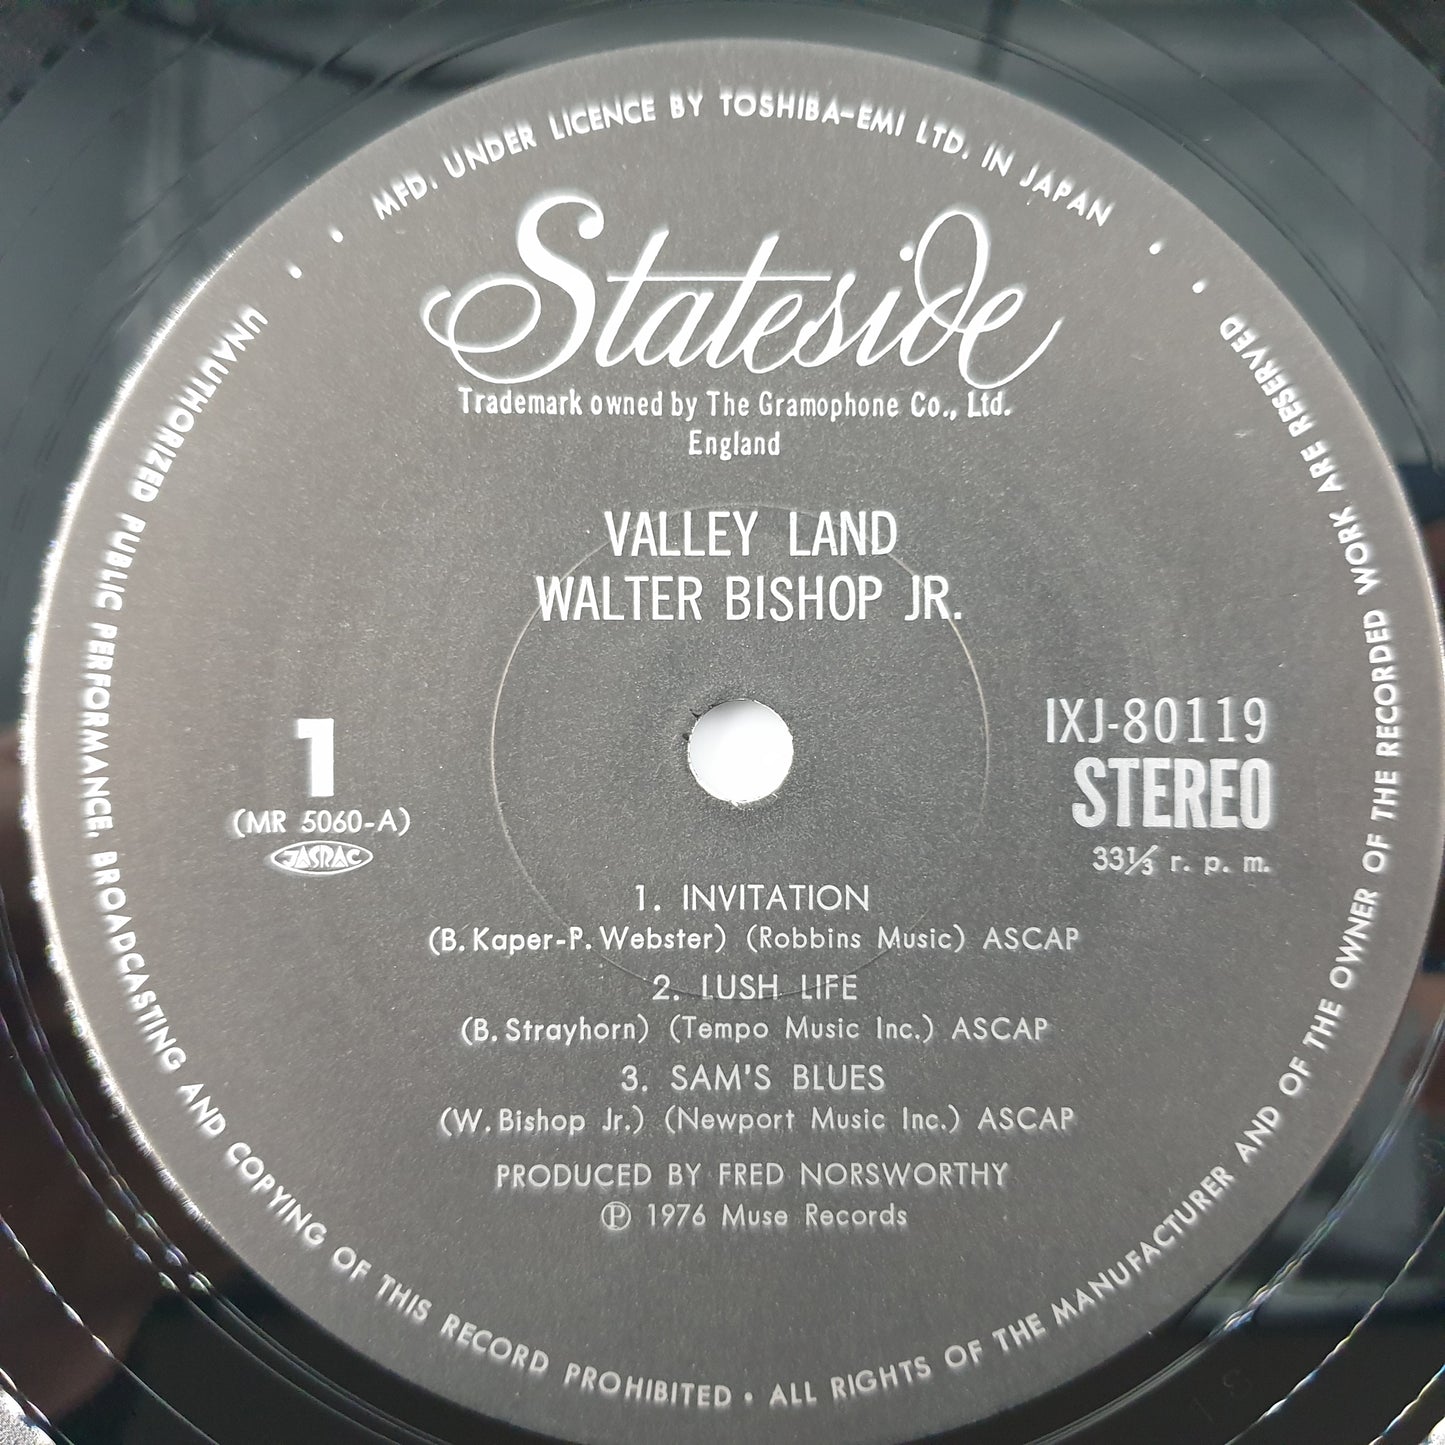 MFD. UNDER LICENCE BY TOSHIBA-EMI LTD. IN JAPAN
Stateside
Trademark owned by The Gramophone Co., Ltd.
England
VALLEY LAND
WALTER BISHOP JR.
1
(MR 5060-A)
JASRAC
IXJ-80119
STEREO
33⅓ r. p. m.
1. INVITATION
(B. Kaper-P. Webster) (Robbins Music) ASCAP
2. LUSH LIFE
(B. Strayhorn) (Tempo Music Inc.) ASCAP
3. SAM'S BLUES
(W. Bishop Jr.) (Newport Music Inc.) ASCAP
PRODUCED BY FRED NORSWORTHY
Ⓟ 1976 Muse Records
UNAUTHORIZED PUBLIC PERFORMANCE, BROADCASTING AND COPYING OF THIS RECORD PROHIBITED • ALL RIGHTS OF THE MANUFACTURER AND OF THE OWNER OF THE RECORDED WORK ARE RESERVED